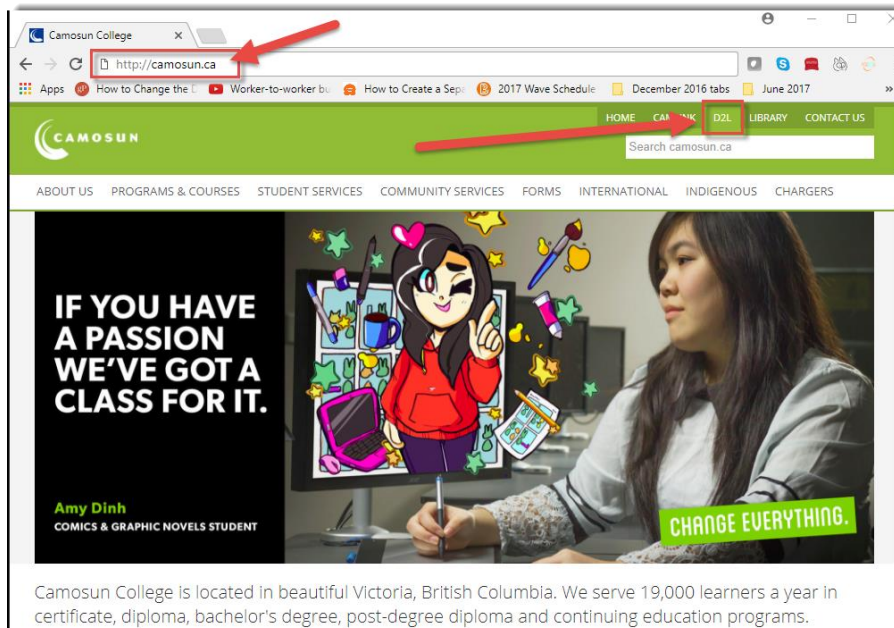 Camosun College
http://camosun.ca
Apps
How to Change the
Worker-to-worker bu
How to Create a Sepa
2017 Wave Schedule
December 2016 tabs
June 2017
»
CAMOSUN
HOME
D2L
LIBRARY
CONTACT US
Search camosun.ca
ABOUT US
PROGRAMS & COURSES
STUDENT SERVICES
COMMUNITY SERVICES
FORMS
INTERNATIONAL
INDIGENOUS
CHARGERS
IF YOU HAVE
A PASSION
WE'VE GOT A
CLASS FOR IT.
Amy Dinh
COMICS & GRAPHIC NOVELS STUDENT
CHANGE EVERYTHING.
Camosun College is located in beautiful Victoria, British Columbia. We serve 19,000 learners a year in
certificate, diploma, bachelor's degree, post-degree diploma and continuing education programs.